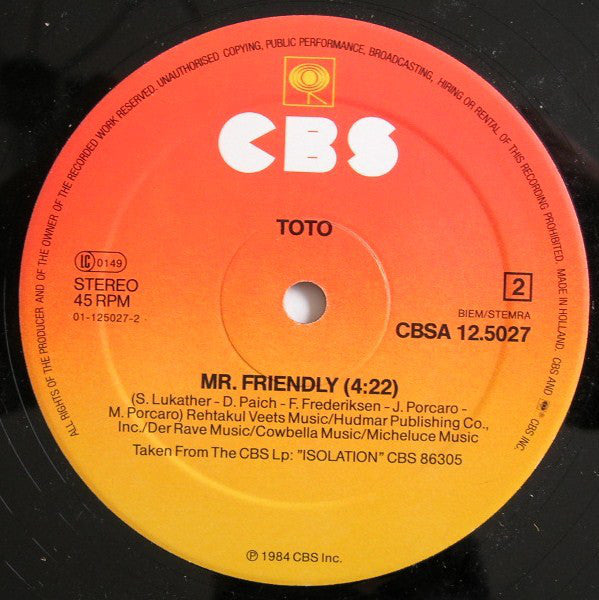 ALL RIGHTS OF THE PRODUCER AND OF THE OWNER OF THE RECORDED WORK RESERVED. UNAUTHORISED COPYING, PUBLIC PERFORMANCE, BROADCASTING, HIRING OR RENTAL OF THIS RECORDING PROHIBITED. MADE IN HOLLAND. CBS AND ® CBS INC.
CBS
TOTO
LC 0149
STEREO
45 RPM
01-125027-2
2
BIEM/STEMRA
CBSA 12.5027
MR. FRIENDLY (4:22)
(S. Lukather - D. Paich - F. Frederiksen - J. Porcaro -
M. Porcaro) Rehtakul Veets Music/Hudmar Publishing Co.,
Inc./Der Rave Music/Cowbella Music/Micheluce Music
Taken From The CBS Lp: "ISOLATION" CBS 86305
℗ 1984 CBS Inc.